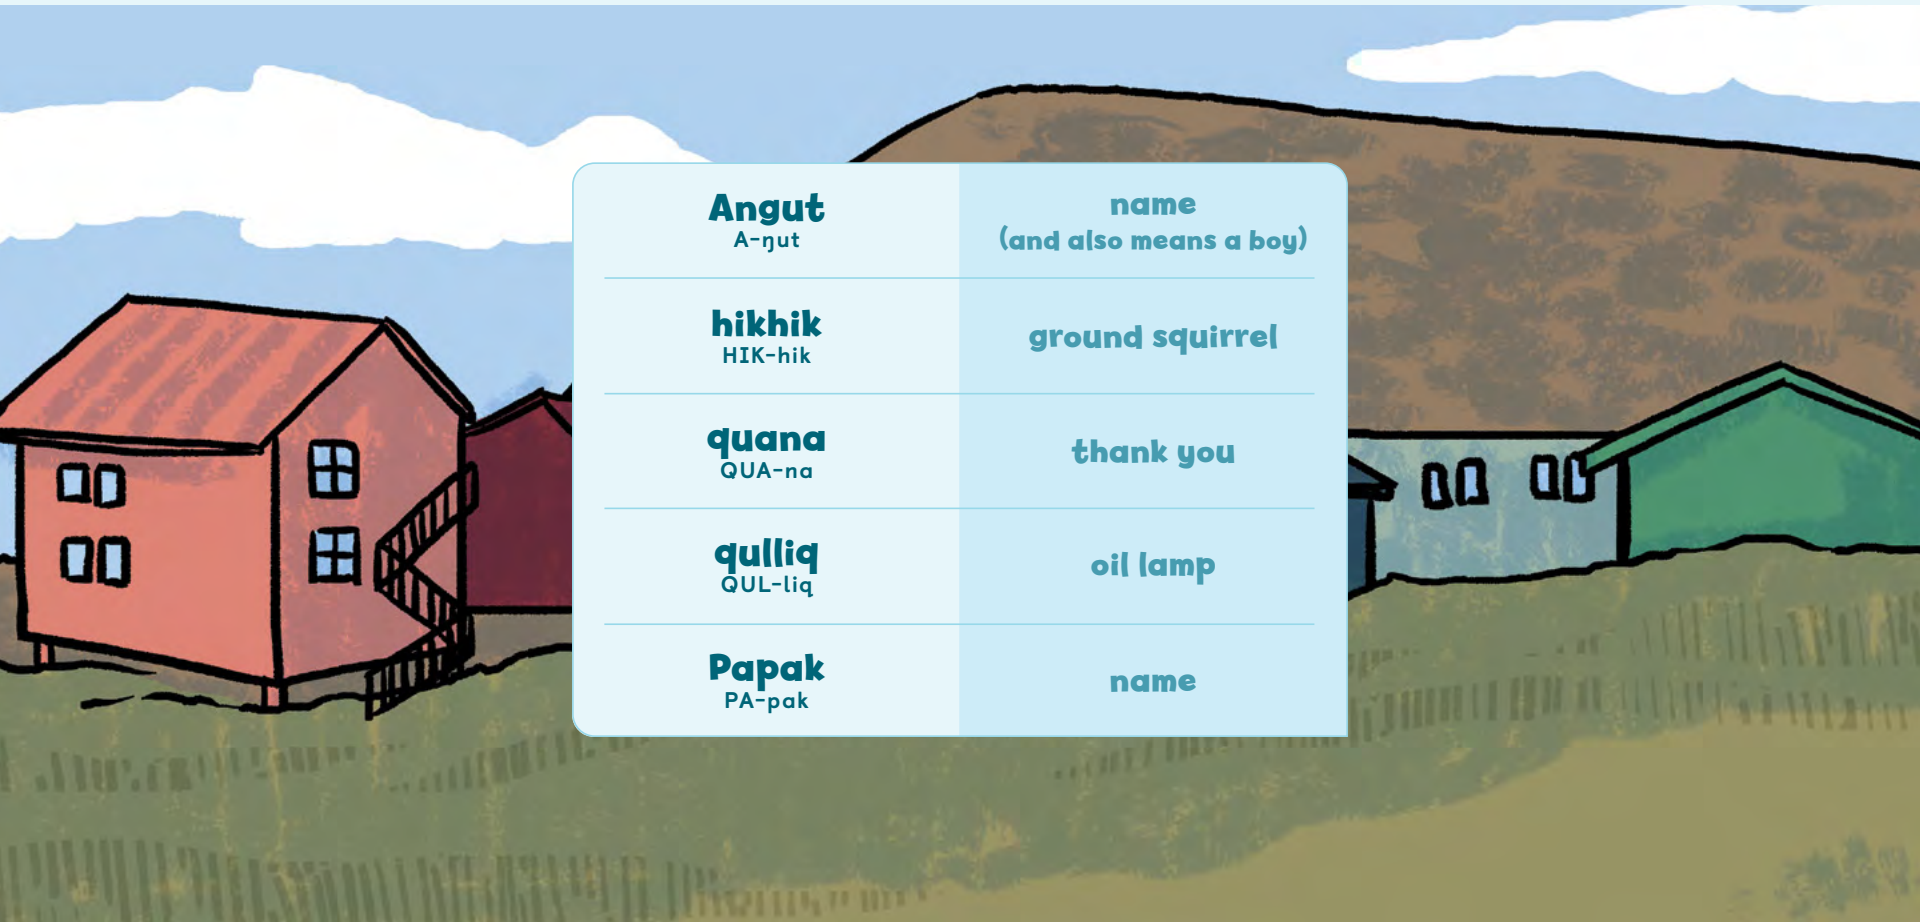 Angut
A-ŋut
name
(and also means a boy)
hikhik
HIK-hik
ground squirrel
quana
QUA-na
thank you
qulliq
QUL-liq
oil lamp
Papak
PA-pak
name